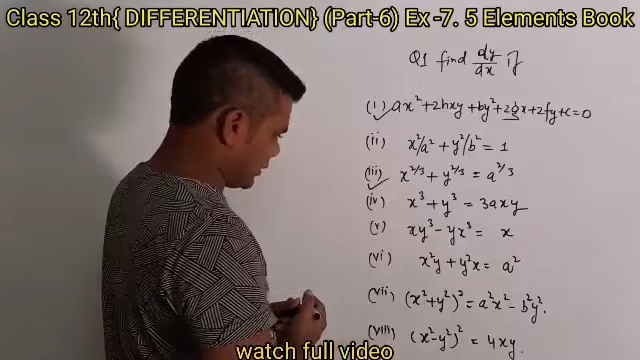 Class 12th{ DIFFERENTIATION} (Part-6) Ex -7. 5 Elements Book
Q1 find dy/dx if
(i) ax² + 2hxy + by² + 2gx + 2fy + c = 0
(ii) x²/a² + y²/b² = 1
(iii) x^2/3 + y^2/3 = a^2/3
(iv) x³ + y³ = 3axy
(v) xy³ - yx³ = x
(vi) x²y + y²x = a²
(vii) (x² + y²)² = a²x² - b²y².
(viii) (x² - y²)² = 4xy.
watch full video